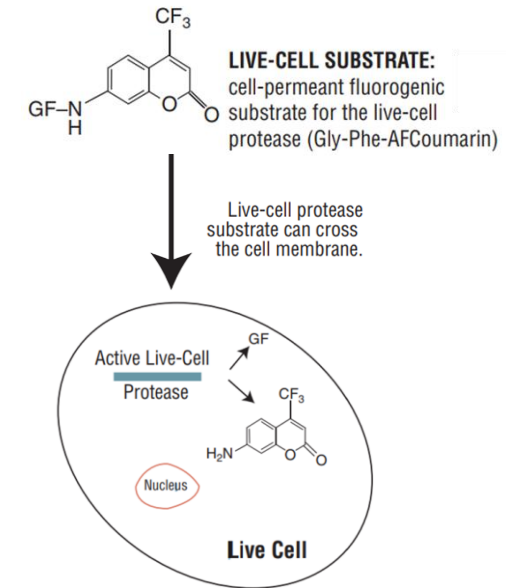 CF3
LIVE-CELL SUBSTRATE:
cell-permeant fluorogenic
substrate for the live-cell
protease (Gly-Phe-AFCoumarin)
GF–N
H
O
O
Live-cell protease
substrate can cross
the cell membrane.
GF
Active Live-Cell
Protease
CF3
H2N
O
O
Nucleus
Live Cell